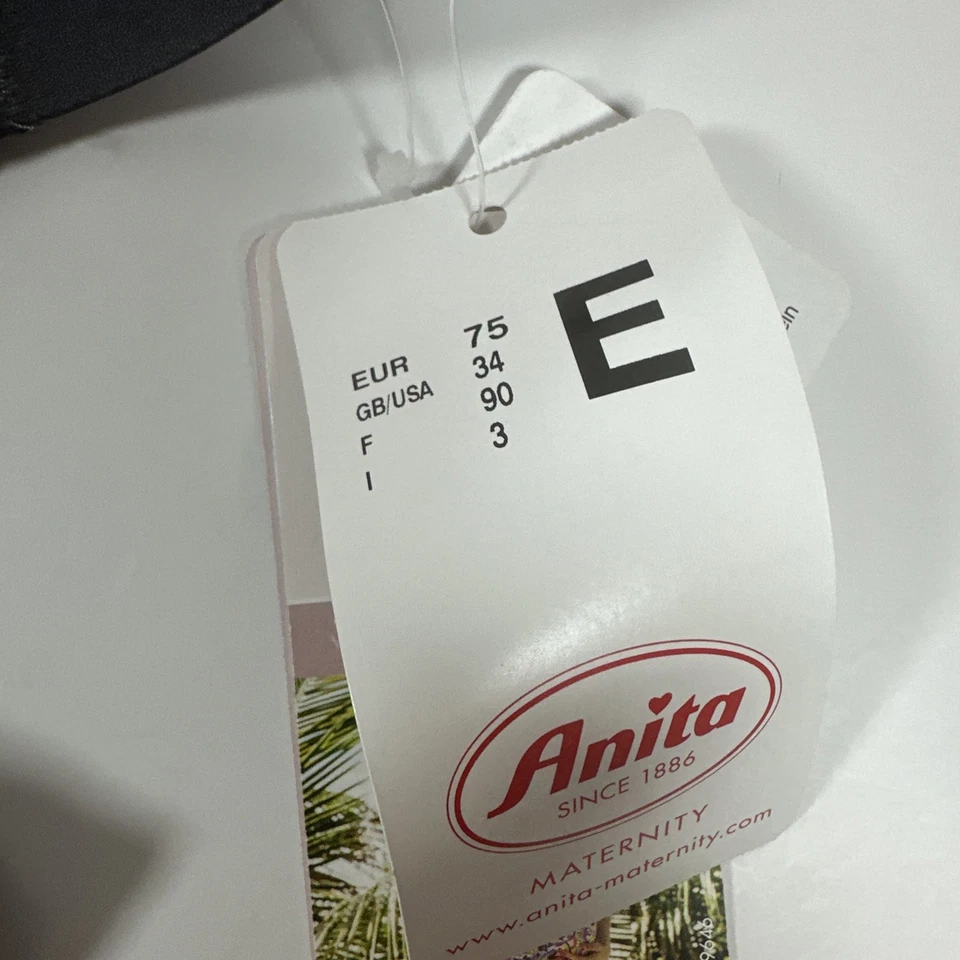 E
EUR 75
GB/USA 34
F 90
I 3
Anita
SINCE 1886
MATERNITY
www.anita-maternity.com